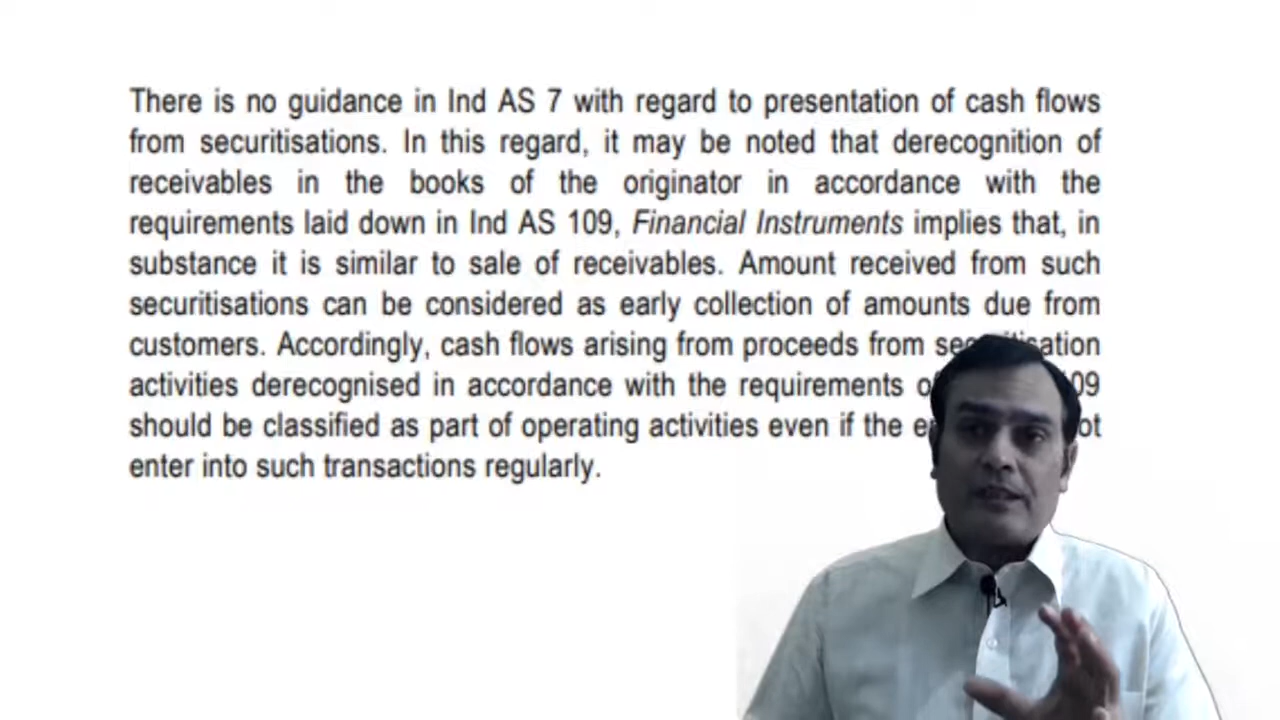 There is no guidance in Ind AS 7 with regard to presentation of cash flows
from securitisations. In this regard, it may be noted that derecognition of
receivables in the books of the originator in accordance with the
requirements laid down in Ind AS 109, Financial Instruments implies that, in
substance it is similar to sale of receivables. Amount received from such
securitisations can be considered as early collection of amounts due from
customers. Accordingly, cash flows arising from proceeds from
activities derecognised in accordance with the requirements 109
should be classified as part of operating activities even if the
enter into such transactions regularly.